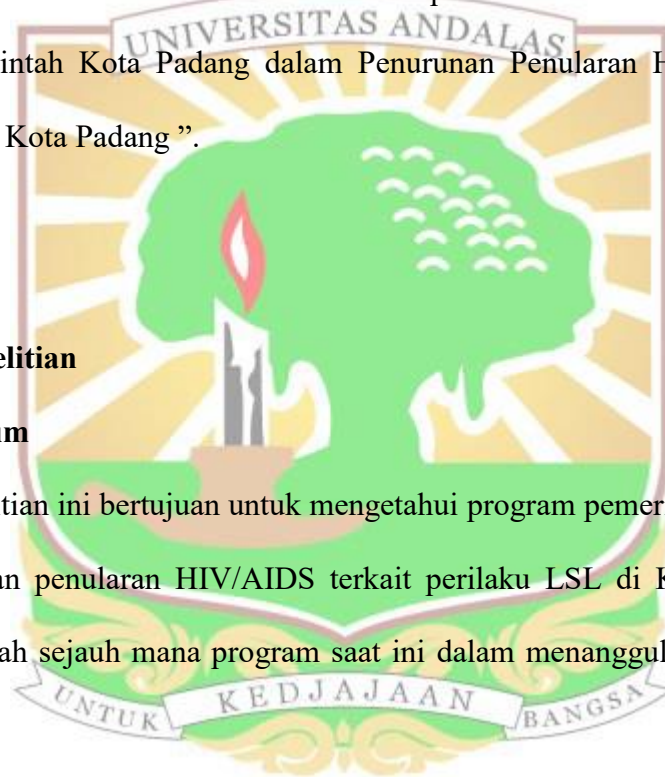 UNIVERSITAS ANDALAS
intah Kota Padang dalam Penurunan Penularan H
Kota Padang ”.
elitian
um
itian ini bertujuan untuk mengetahui program pemer
an penularan HIV/AIDS terkait perilaku LSL di K
ah sejauh mana program saat ini dalam menanggul
UNTUK KEDJAJAAN BANGSA